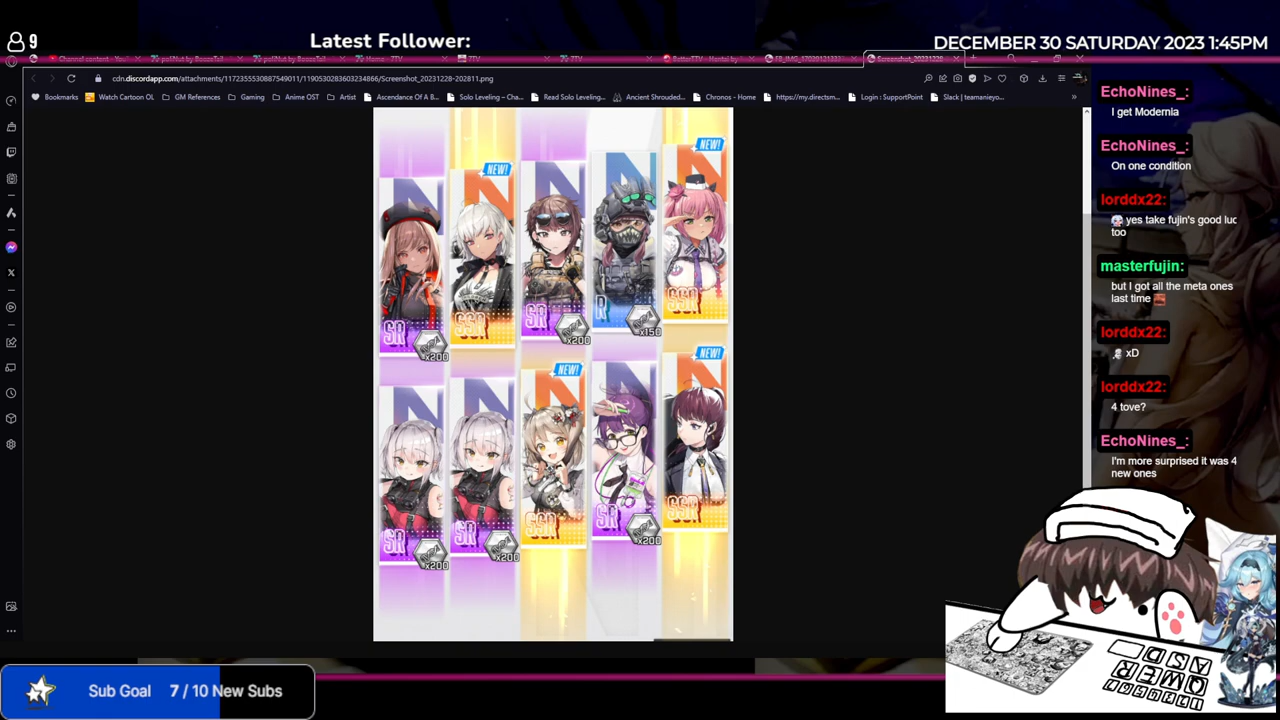 9
Latest Follower:
DECEMBER 30 SATURDAY 2023 1:45PM
cdn.discordapp.com/attachments/1172355530887549011/1190530283603234866/Screenshot_20231228-202811.png
Bookmarks
Watch Cartoon OL
GM References
Gaming
Anime OST
Artist
Ascendance Of A B...
Solo Leveling – Cha...
Read Solo Leveling...
Ancient Shrouded...
Chronos - Home
https://my.directsm...
Login : SupportPoint
Slack | teamanieyo...
NEW!
NEW!
SR
SSR
SR
R
SSR
x200
x200
x150
NEW!
NEW!
SR
SR
SSR
SR
SSR
x200
x200
x200
EchoNines_:
I get Modernia
EchoNines_:
On one condition
lorddx22:
yes take fujin's good luc
too
masterfujin:
but I got all the meta ones
last time
lorddx22:
xD
lorddx22:
4 tove?
EchoNines_:
I'm more surprised it was 4
new ones
Sub Goal
7 / 10 New Subs